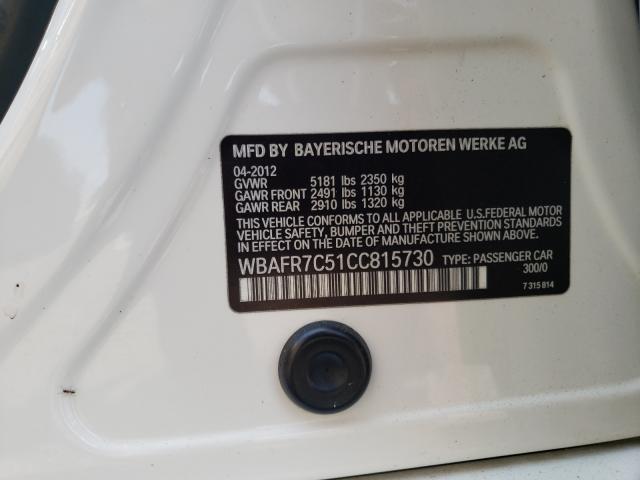 MFD BY BAYERISCHE MOTOREN WERKE AG
04-2012
GVWR 5181 lbs 2350 kg
GAWR FRONT 2491 lbs 1130 kg
GAWR REAR 2910 lbs 1320 kg
THIS VEHICLE CONFORMS TO ALL APPLICABLE U.S.FEDERAL MOTOR
VEHICLE SAFETY, BUMPER AND THEFT PREVENTION STANDARDS
IN EFFECT ON THE DATE OF MANUFACTURE SHOWN ABOVE.
WBAFR7C51CC815730 TYPE: PASSENGER CAR
300/0
7 315 814